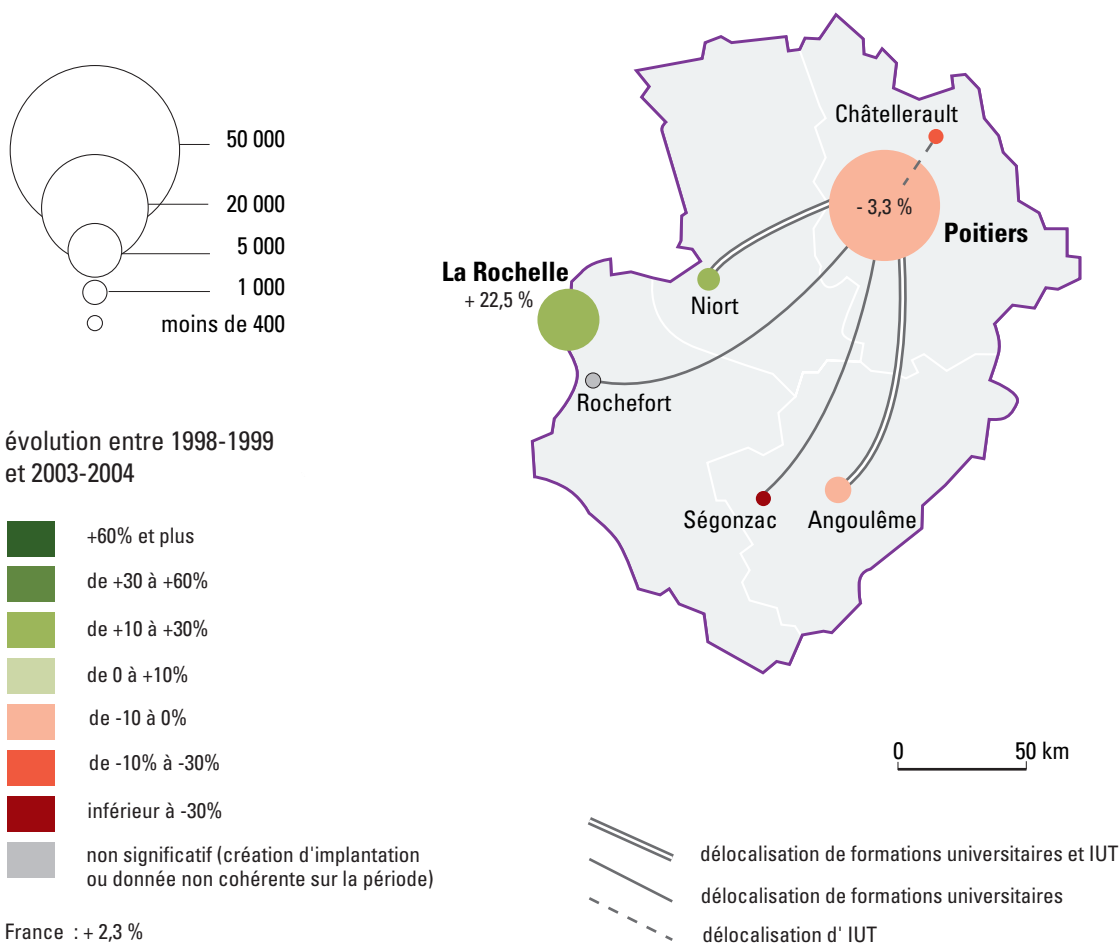 50 000
20 000
5 000
1 000
moins de 400
évolution entre 1998-1999
et 2003-2004
+60% et plus
de +30 à +60%
de +10 à +30%
de 0 à +10%
de -10 à 0%
de -10% à -30%
inférieur à -30%
non significatif (création d'implantation
ou donnée non cohérente sur la période)
France : + 2,3 %
Châtellerault
- 3,3 %
Poitiers
La Rochelle
+ 22,5 %
Niort
Rochefort
Ségonzac
Angoulême
0 50 km
délocalisation de formations universitaires et IUT
délocalisation de formations universitaires
délocalisation d' IUT